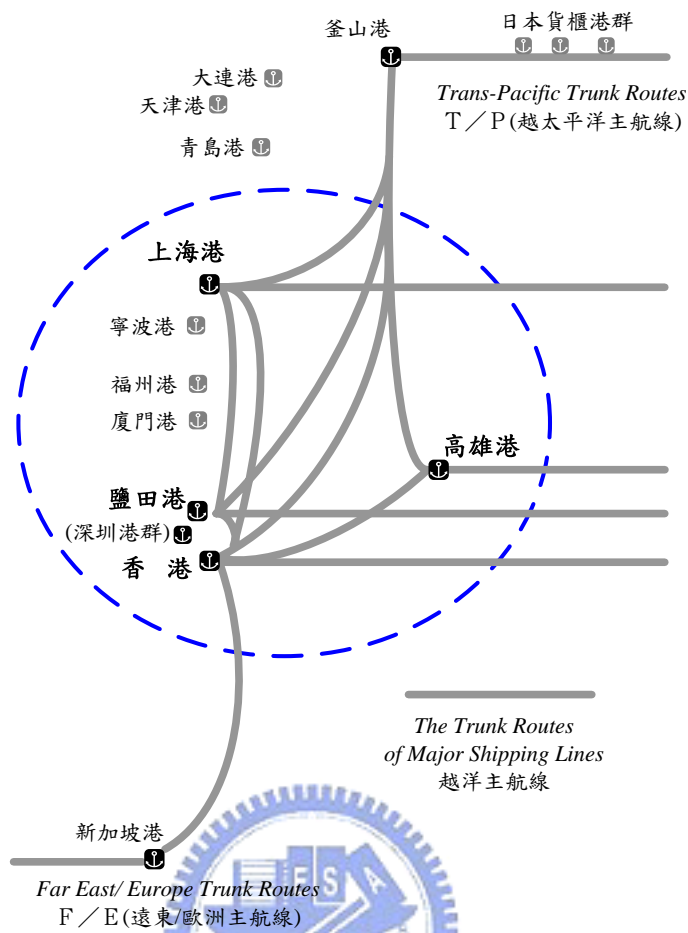 釜山港
日本貨櫃港群
大連港
天津港
Trans-Pacific Trunk Routes
T／P(越太平洋主航線)
青島港
上海港
寧波港
福州港
廈門港
高雄港
鹽田港
(深圳港群)
香 港
The Trunk Routes
of Major Shipping Lines
越洋主航線
新加坡港
Far East/ Europe Trunk Routes
F／E(遠東/歐洲主航線)
E S A